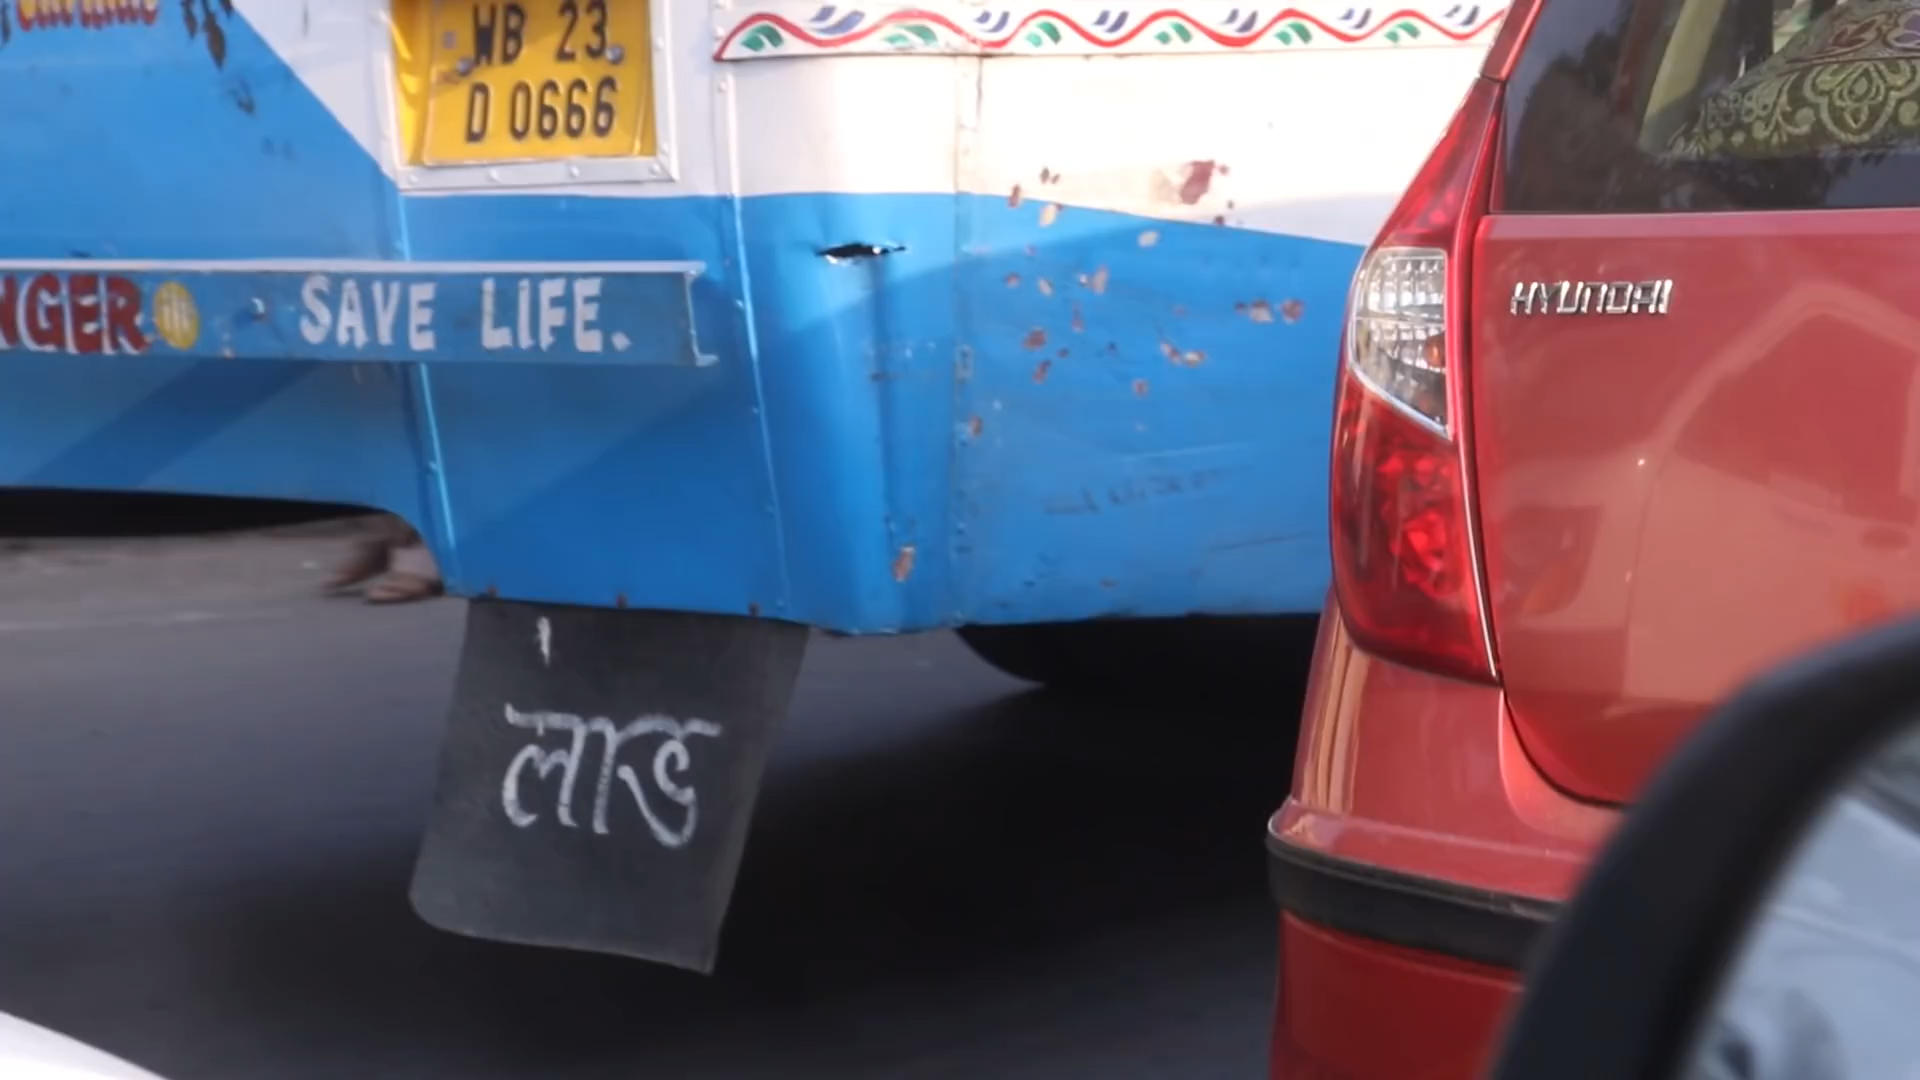 WB 23
D 0666
NGER
SAVE LIFE.
HYUNDAI
লাভ